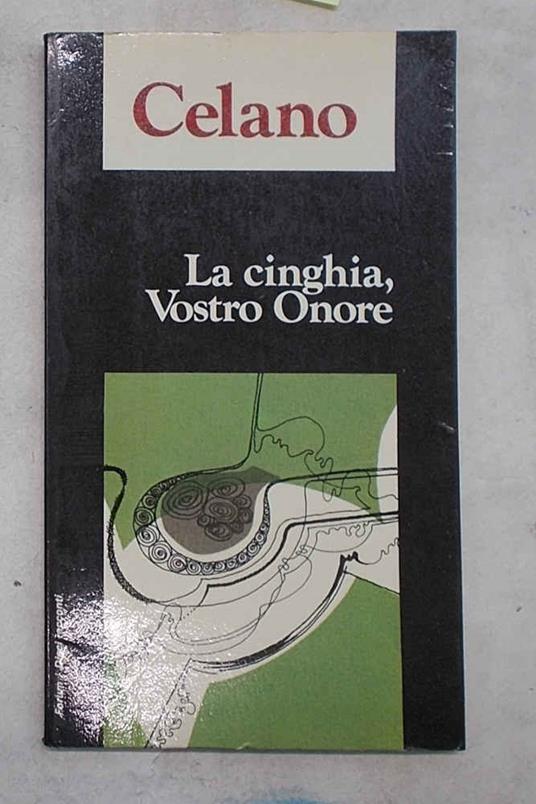 Celano
La cinghia,
Vostro Onore